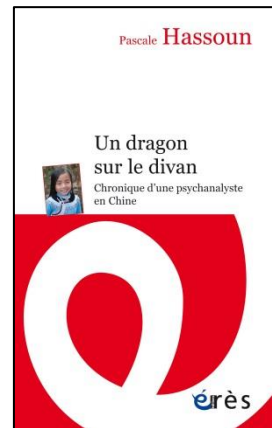 Pascale Hassoun
Un dragon
sur le divan
Chronique d'une psychanalyste
en Chine
érès